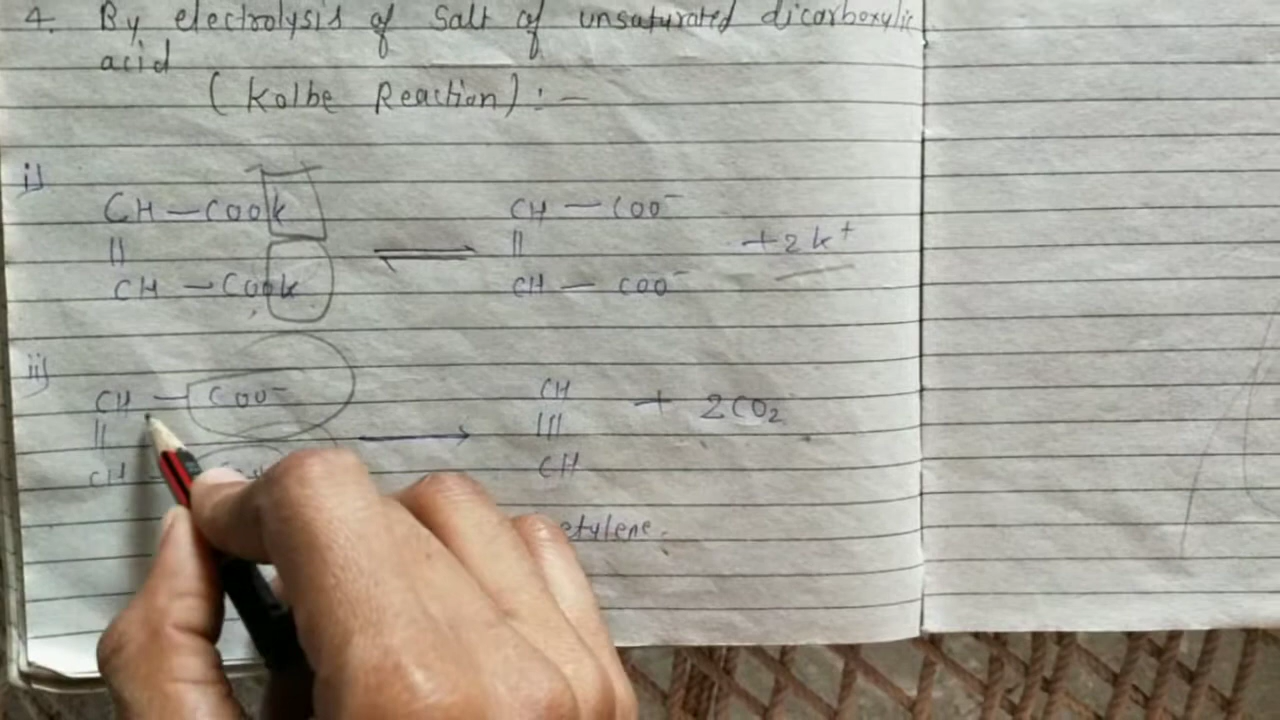 4. By electrolysis of Salt of unsaturated dicarboxylic
acid
(Kolbe Reaction) : —
i)
CH — COOK ⇌ CH — COO⁻
|| || + 2K⁺
CH — COOK CH — COO⁻
ii)
CH — COO⁻ → CH + 2CO₂
|| |||
CH CH
etylene.